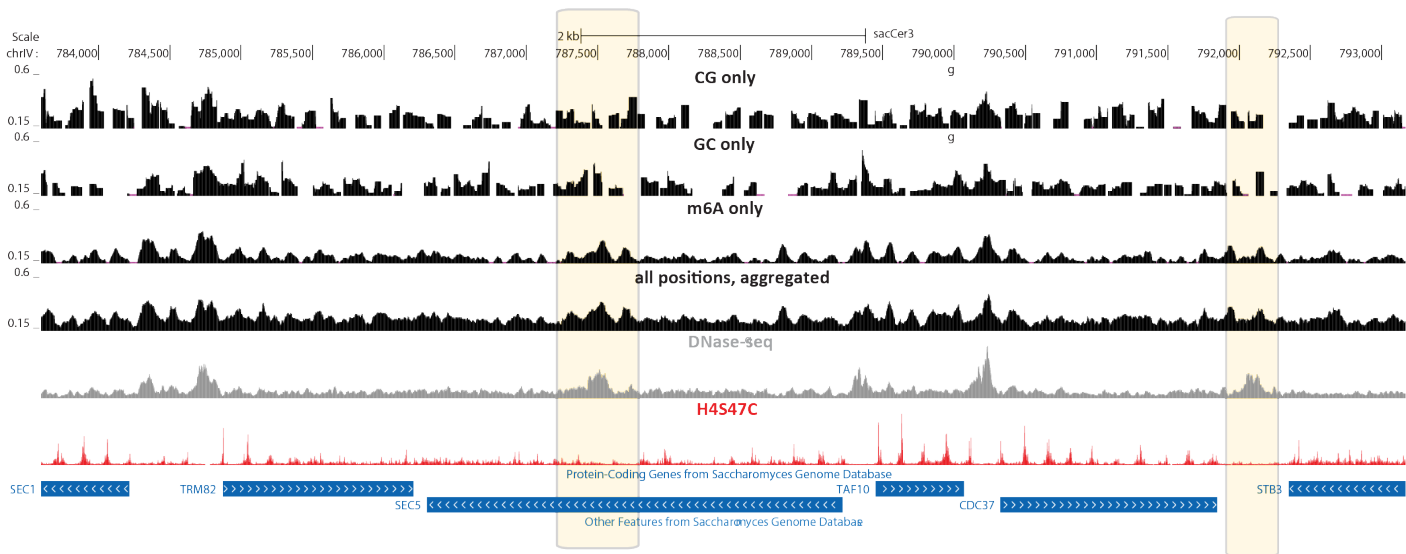 Scale
2 kb
sacCer3
chrIV :
784,000
784,500
785,000
785,500
786,000
786,500
787,000
787,500
788,000
788,500
789,000
789,500
790,000
790,500
791,000
791,500
792,000
792,500
793,000
0.6 _
g
CG only
0.15 _
0.6 _
g
GC only
0.15 _
0.6 _
m6A only
0.15 _
0.6 _
all positions, aggregated
0.15 _
DNase-seq
H4S47C
Protein-Coding Genes from Saccharomyces Genome Database
SEC1
TRM82
TAF10
STB3
SEC5
CDC37
Other Features from Saccharomyces Genome Database